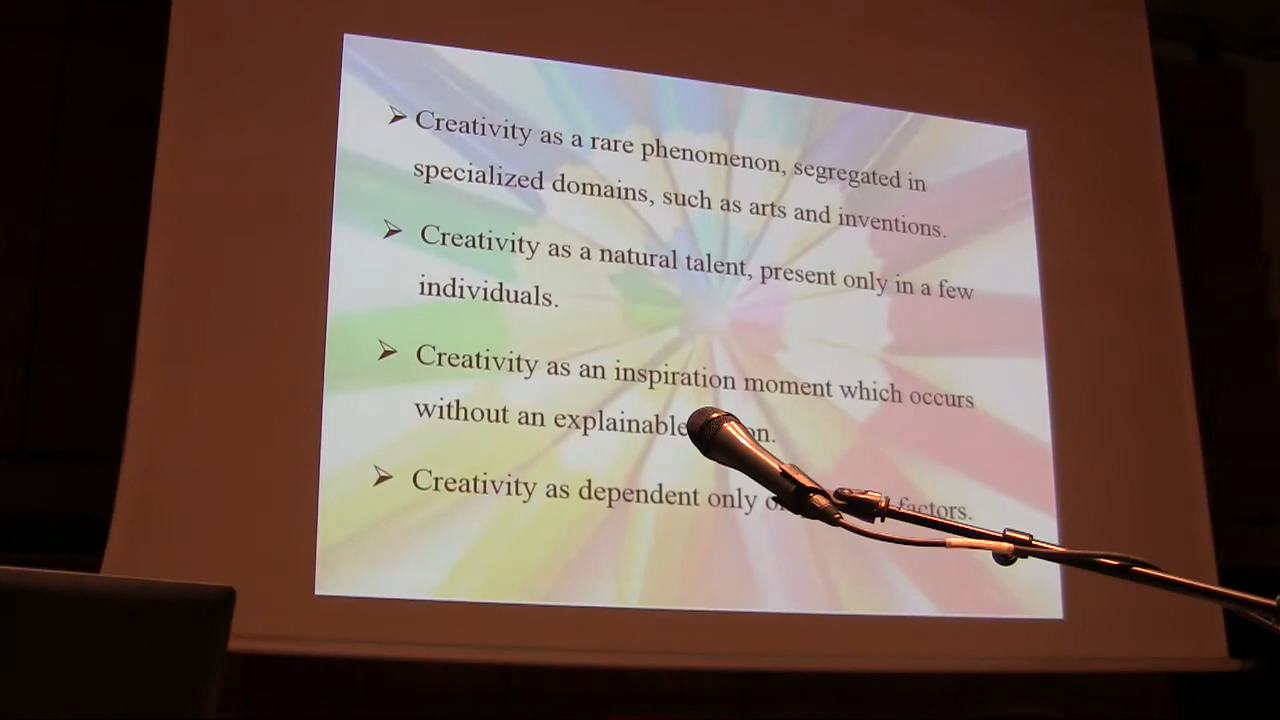 Creativity as a rare phenomenon, segregated in
specialized domains, such as arts and inventions.
Creativity as a natural talent, present only in a few
individuals.
Creativity as an inspiration moment which occurs
without an explainable
Creativity as dependent only factors.